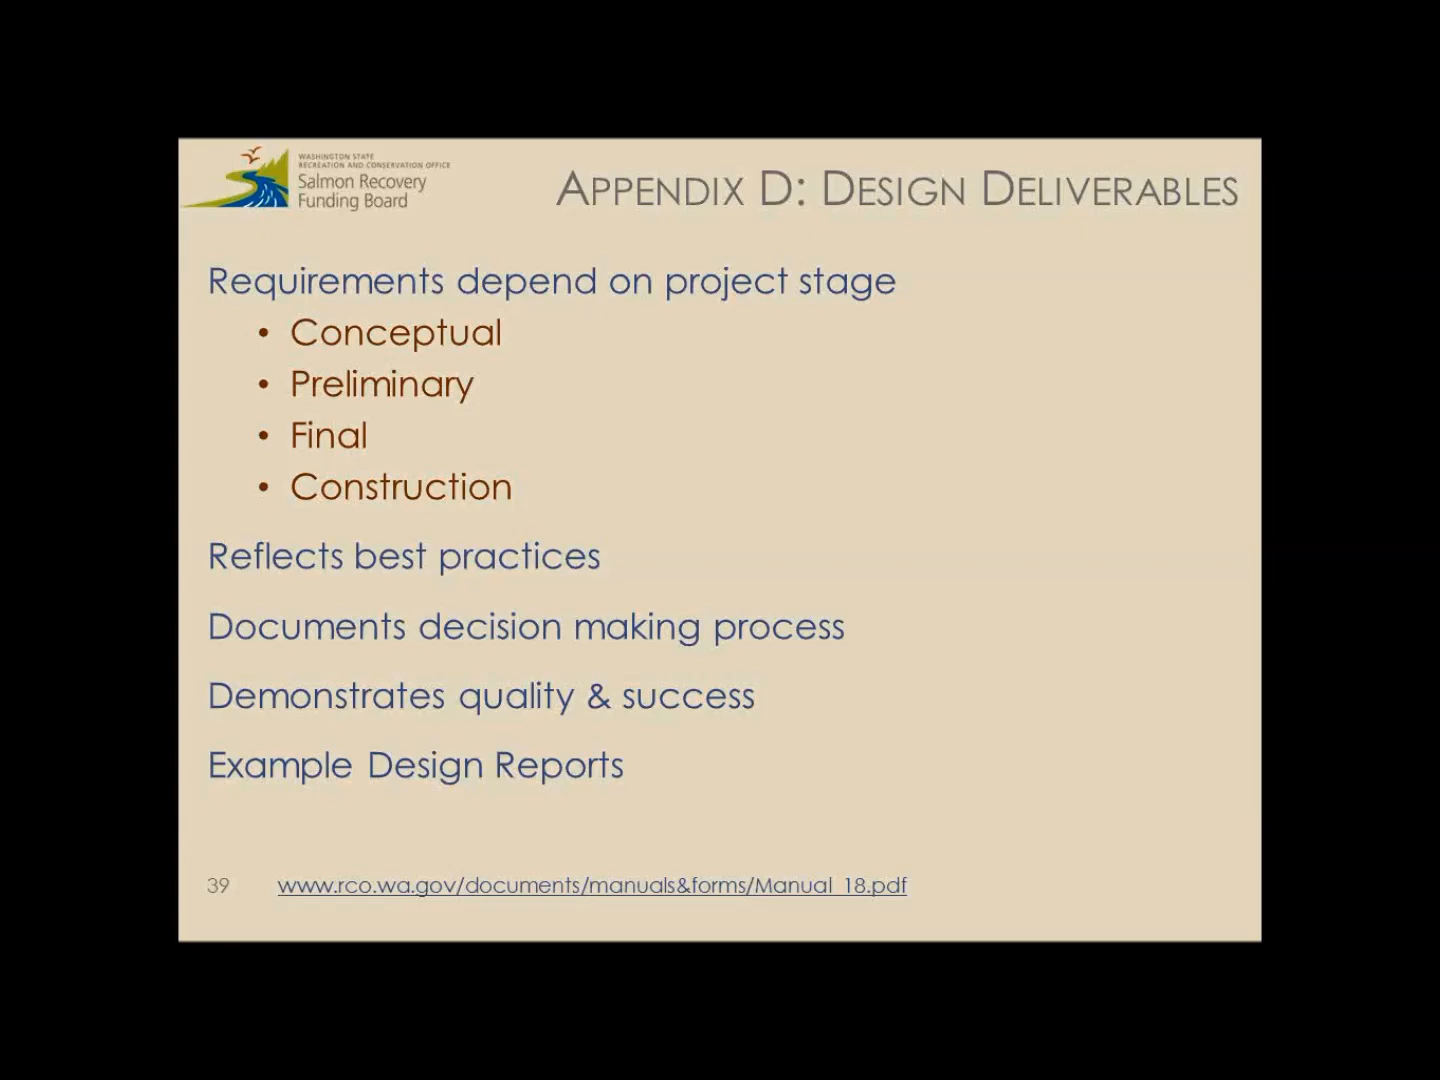 WASHINGTON STATE
RECREATION AND CONSERVATION OFFICE
Salmon Recovery
Funding Board
APPENDIX D: DESIGN DELIVERABLES
Requirements depend on project stage
• Conceptual
• Preliminary
• Final
• Construction
Reflects best practices
Documents decision making process
Demonstrates quality & success
Example Design Reports
39 www.rco.wa.gov/documents/manuals&forms/Manual_18.pdf